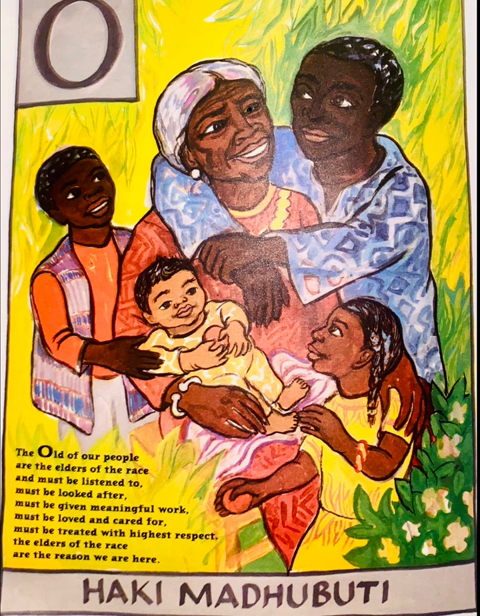 O
The Old of our people
are the elders of the race
and must be listened to,
must be looked after,
must be given meaningful work,
must be loved and cared for,
must be treated with highest respect.
the elders of the race
are the reason we are here.
HAKI MADHUBUTI